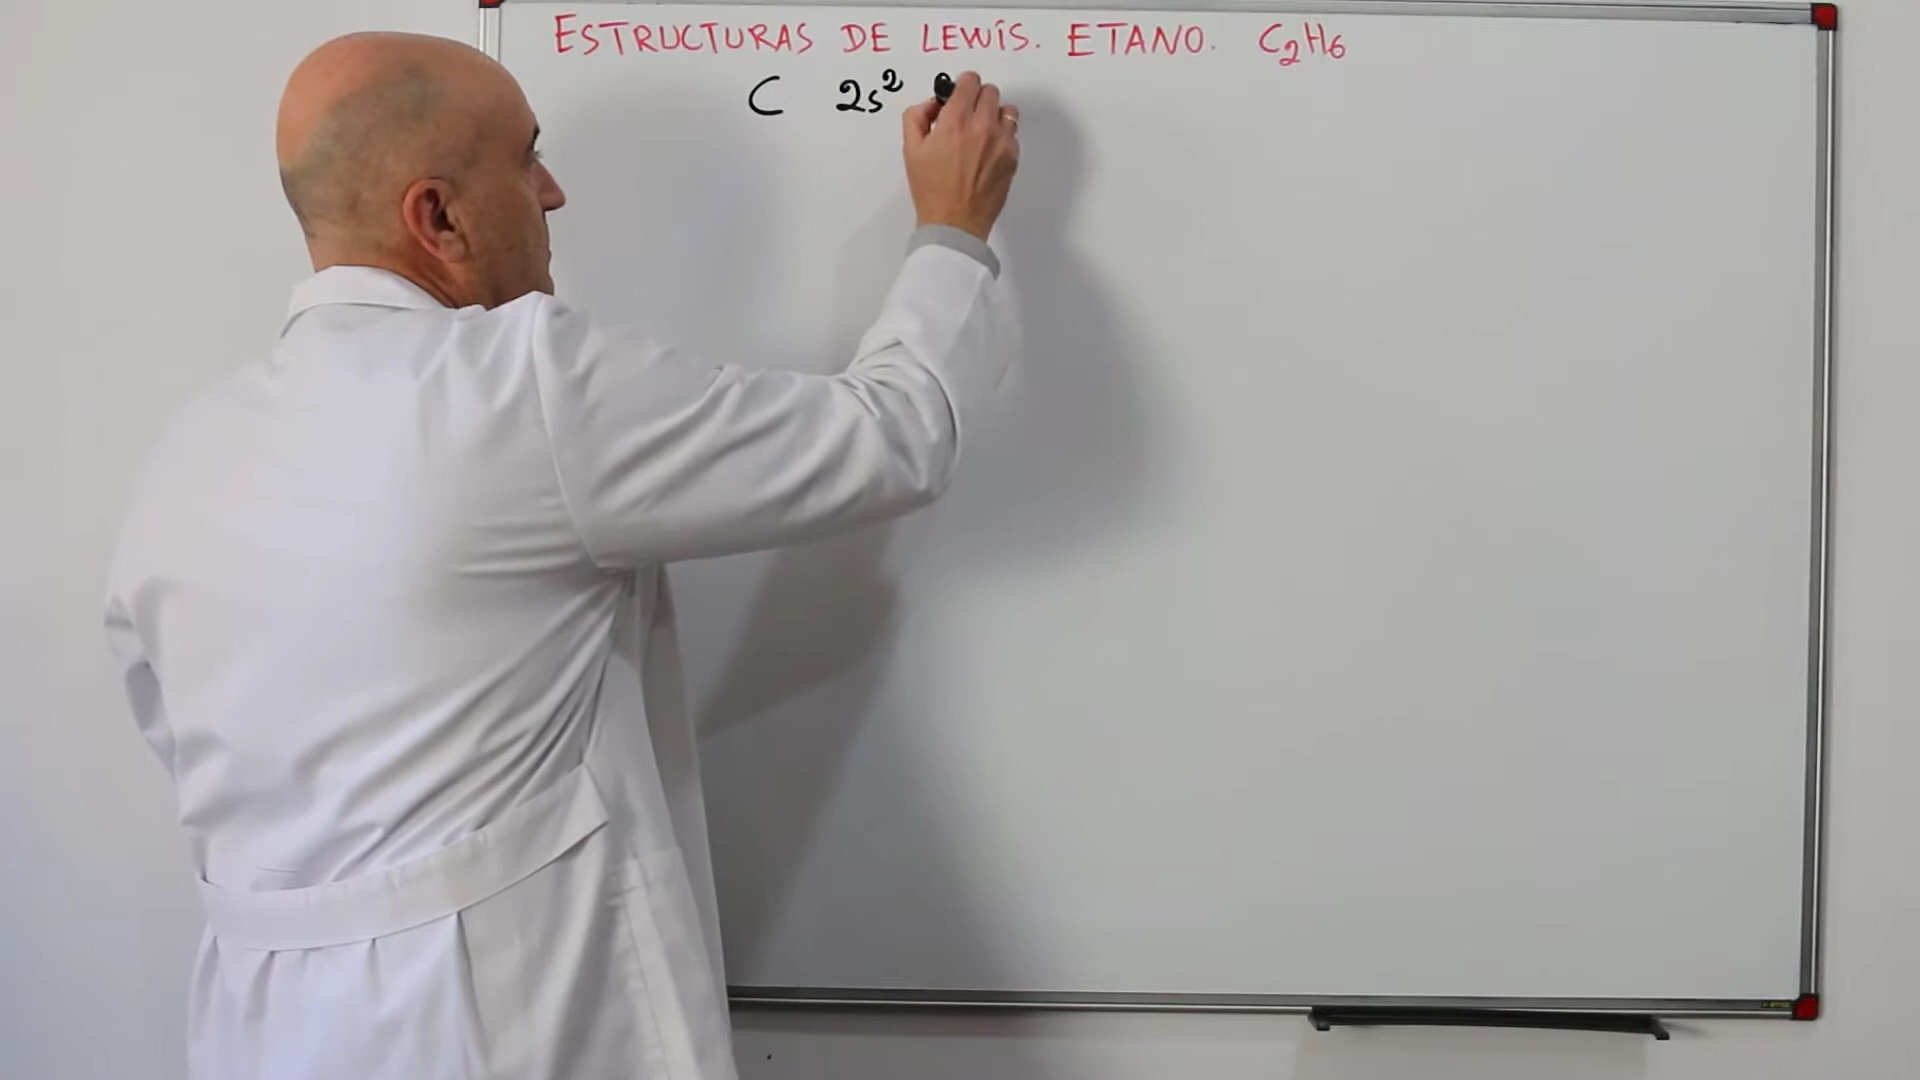 ESTRUCTURAS DE LEWIS. ETANO. C₂H₆
C 2s²